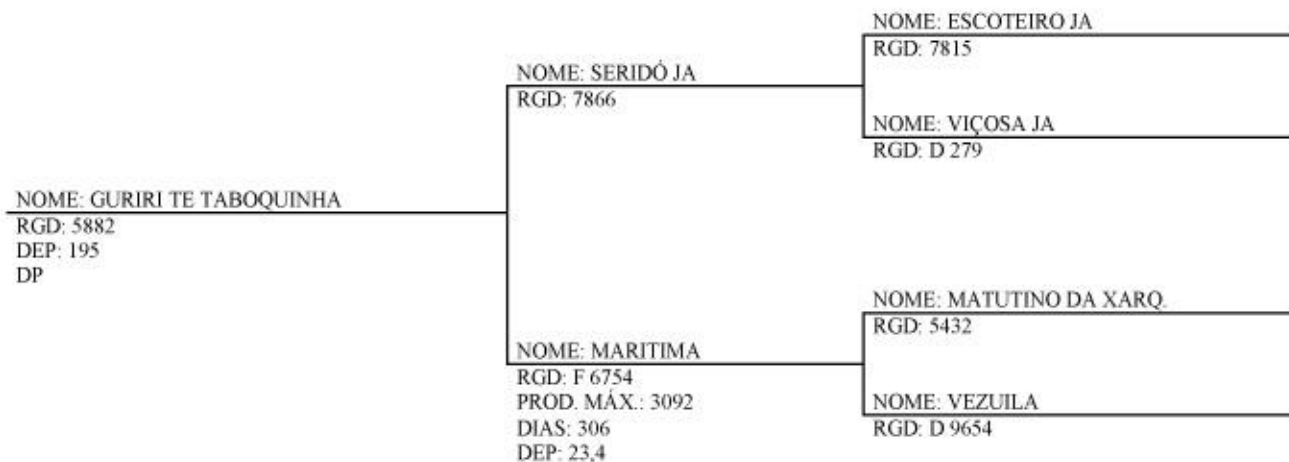 NOME: GURIRI TE TABOQUINHA
RGD: 5882
DEP: 195
DP
NOME: SERIDÓ JA
RGD: 7866
NOME: MARITIMA
RGD: F 6754
PROD. MÁX.: 3092
DIAS: 306
DEP: 23,4
NOME: ESCOTEIRO JA
RGD: 7815
NOME: VIÇOSA JA
RGD: D 279
NOME: MATUTINO DA XARQ.
RGD: 5432
NOME: VEZUILA
RGD: D 9654